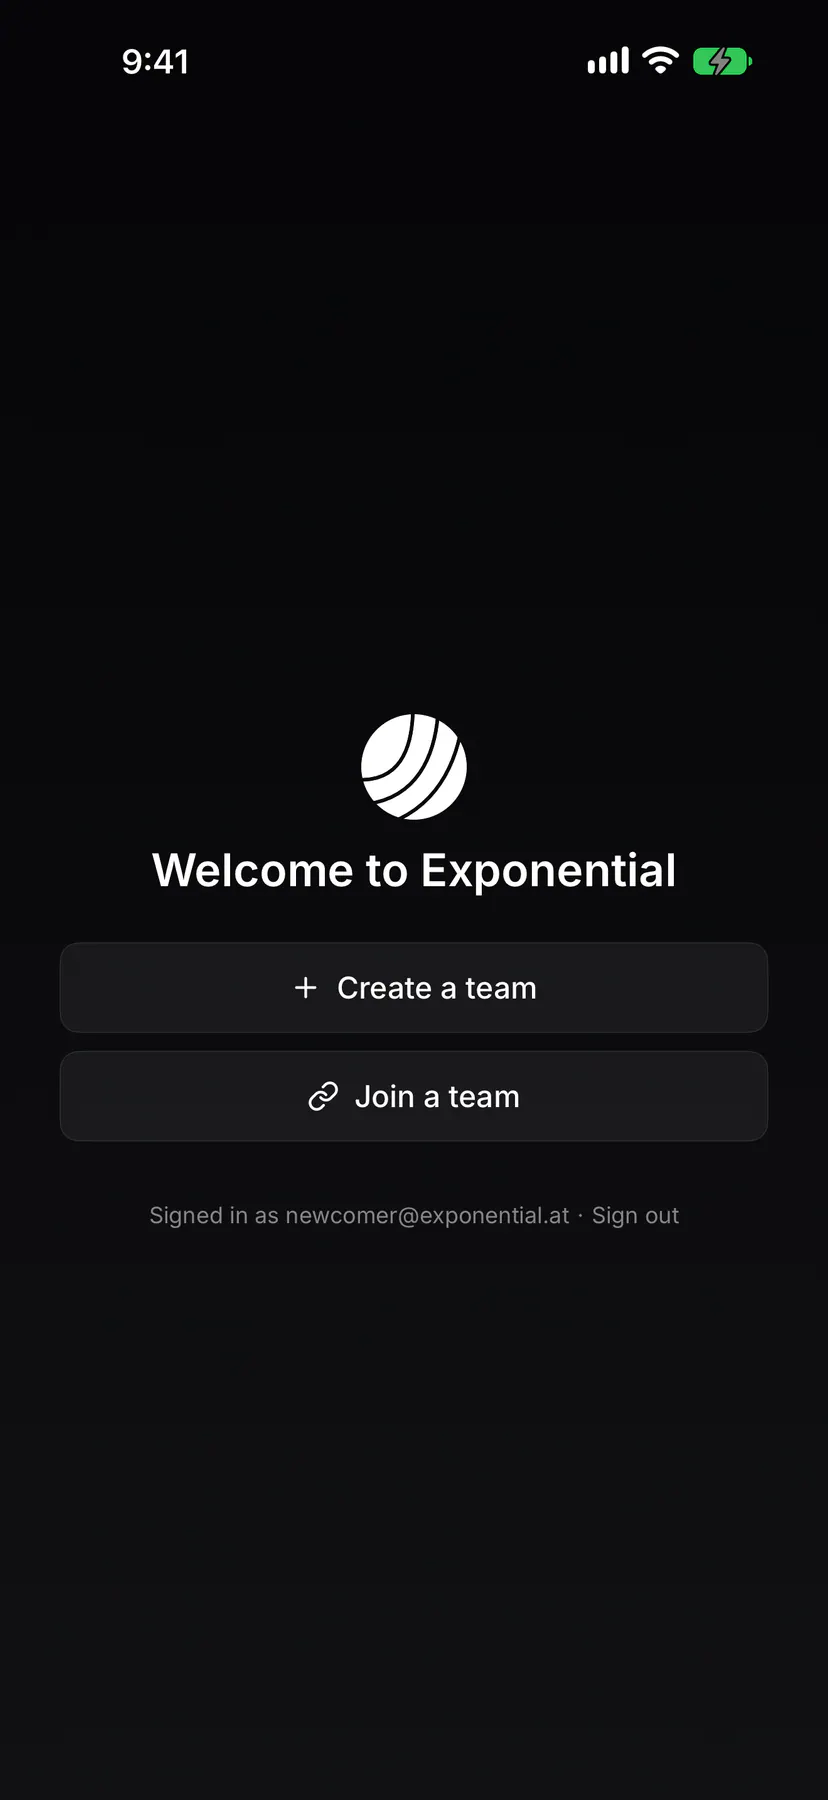 9:41
Welcome to Exponential
Create a team
Join a team
Signed in as newcomer@exponential.at · Sign out